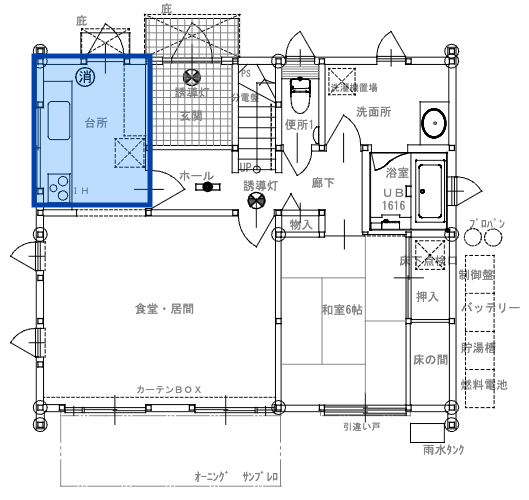 庇
庇
消
台所
IH
誘導灯
玄関
PS
分電盤
UP
ホール
誘導灯
便所1
洗濯機置場
洗面所
浴室
UB
1616
廊下
物入
床下点検口
押入
和室6帖
床の間
食堂・居間
カーテンBOX
引違い戸
ｵｰﾆﾝｸﾞ ｻﾝﾌﾞﾚﾛ
雨水ﾀﾝｸ
ﾌﾟﾛﾊﾟﾝ
制御盤
バッテリー
貯湯槽
燃料電池